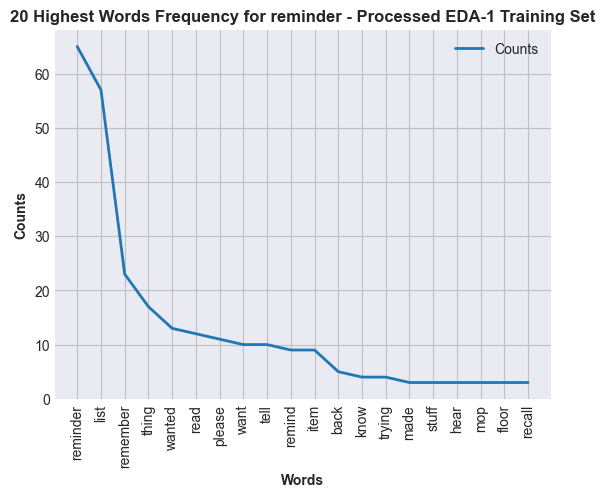 20 Highest Words Frequency for reminder - Processed EDA-1 Training Set
Counts
60
50
40
30
20
10
0
Counts
reminder
list
remember
thing
wanted
read
please
want
tell
remind
item
back
know
trying
made
stuff
hear
mop
floor
recall
Words